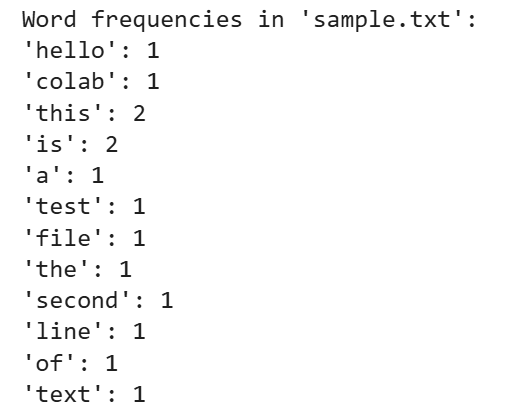 Word frequencies in 'sample.txt':
'hello': 1
'colab': 1
'this': 2
'is': 2
'a': 1
'test': 1
'file': 1
'the': 1
'second': 1
'line': 1
'of': 1
'text': 1